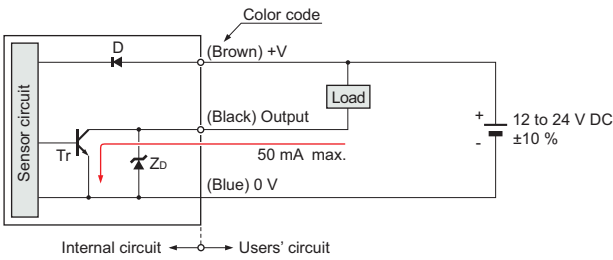 Color code
D
(Brown) +V
Sensor circuit
Load
(Black) Output
+
12 to 24 V DC
-
±10 %
Tr
ZD
50 mA max.
(Blue) 0 V
Internal circuit
Users' circuit